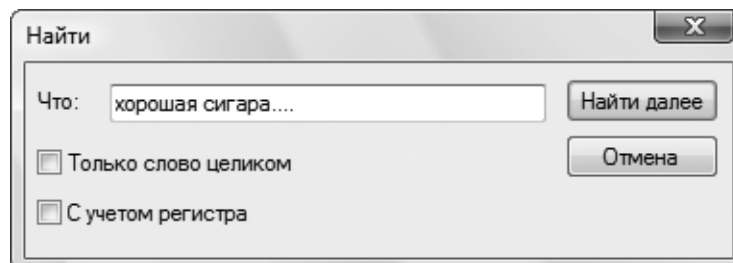 Найти
Что: хорошая сигара.... Найти далее
Только слово целиком Отмена
С учетом регистра